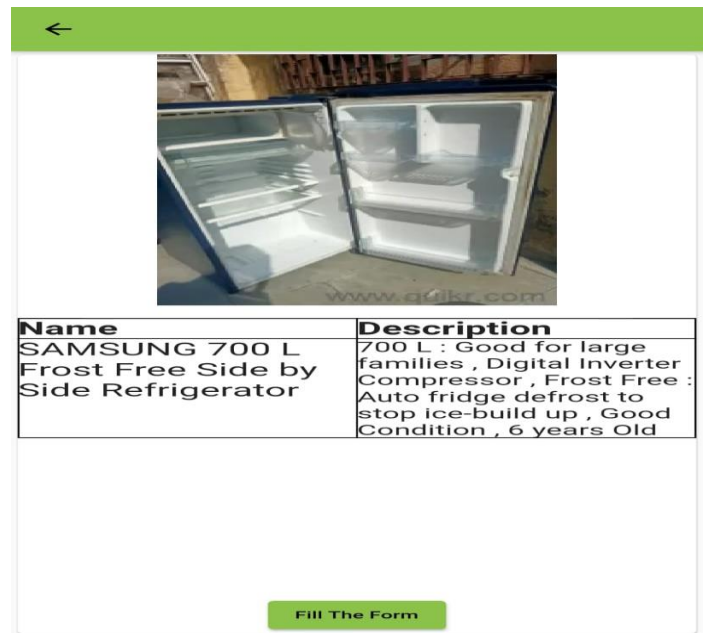 www.quikr.com
Name
Description
SAMSUNG 700 L
Frost Free Side by
Side Refrigerator
700 L : Good for large
families , Digital Inverter
Compressor , Frost Free :
Auto fridge defrost to
stop ice-build up , Good
Condition , 6 years Old
Fill The Form